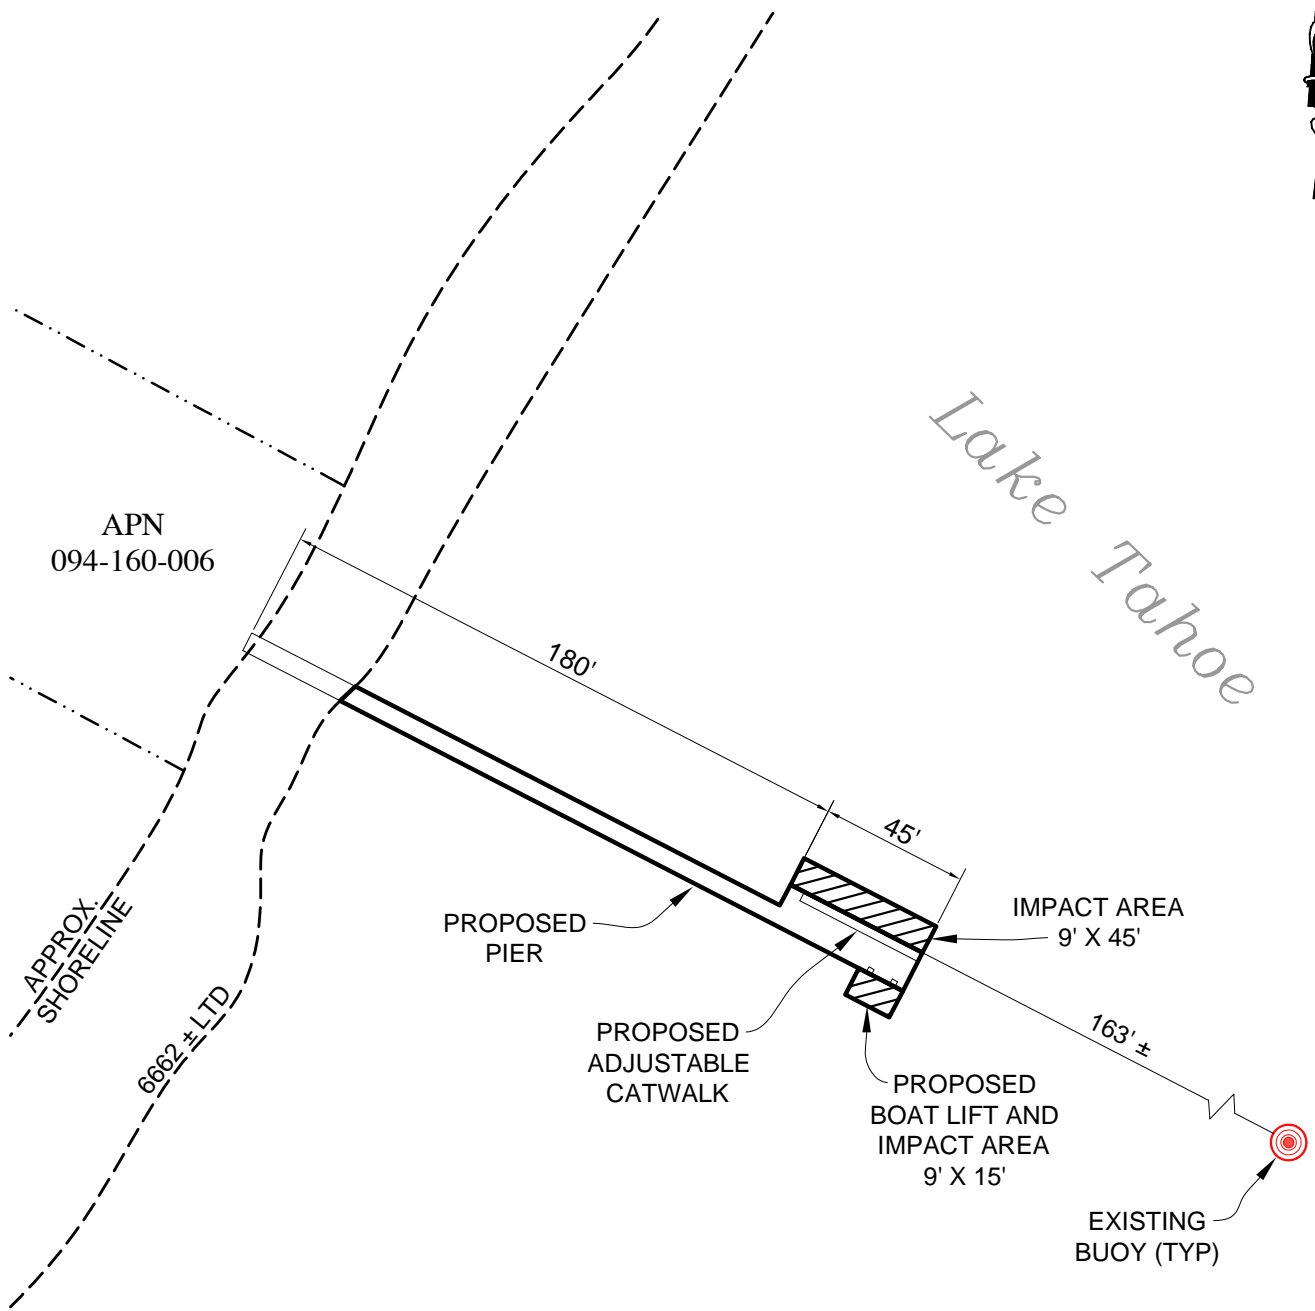 Lake Tahoe
APN
094-160-006
180'
45'
IMPACT AREA
9' X 45'
PROPOSED
PIER
APPROX.
SHORELINE
6662 ± LTD
PROPOSED
ADJUSTABLE
CATWALK
163' ±
PROPOSED
BOAT LIFT AND
IMPACT AREA
9' X 15'
EXISTING
BUOY (TYP)